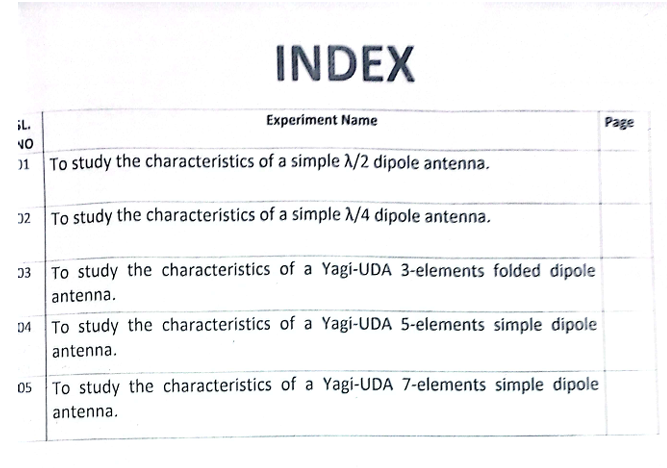 INDEX
SL. NO Experiment Name Page
01 To study the characteristics of a simple λ/2 dipole antenna.
02 To study the characteristics of a simple λ/4 dipole antenna.
03 To study the characteristics of a Yagi-UDA 3-elements folded dipole
antenna.
04 To study the characteristics of a Yagi-UDA 5-elements simple dipole
antenna.
05 To study the characteristics of a Yagi-UDA 7-elements simple dipole
antenna.